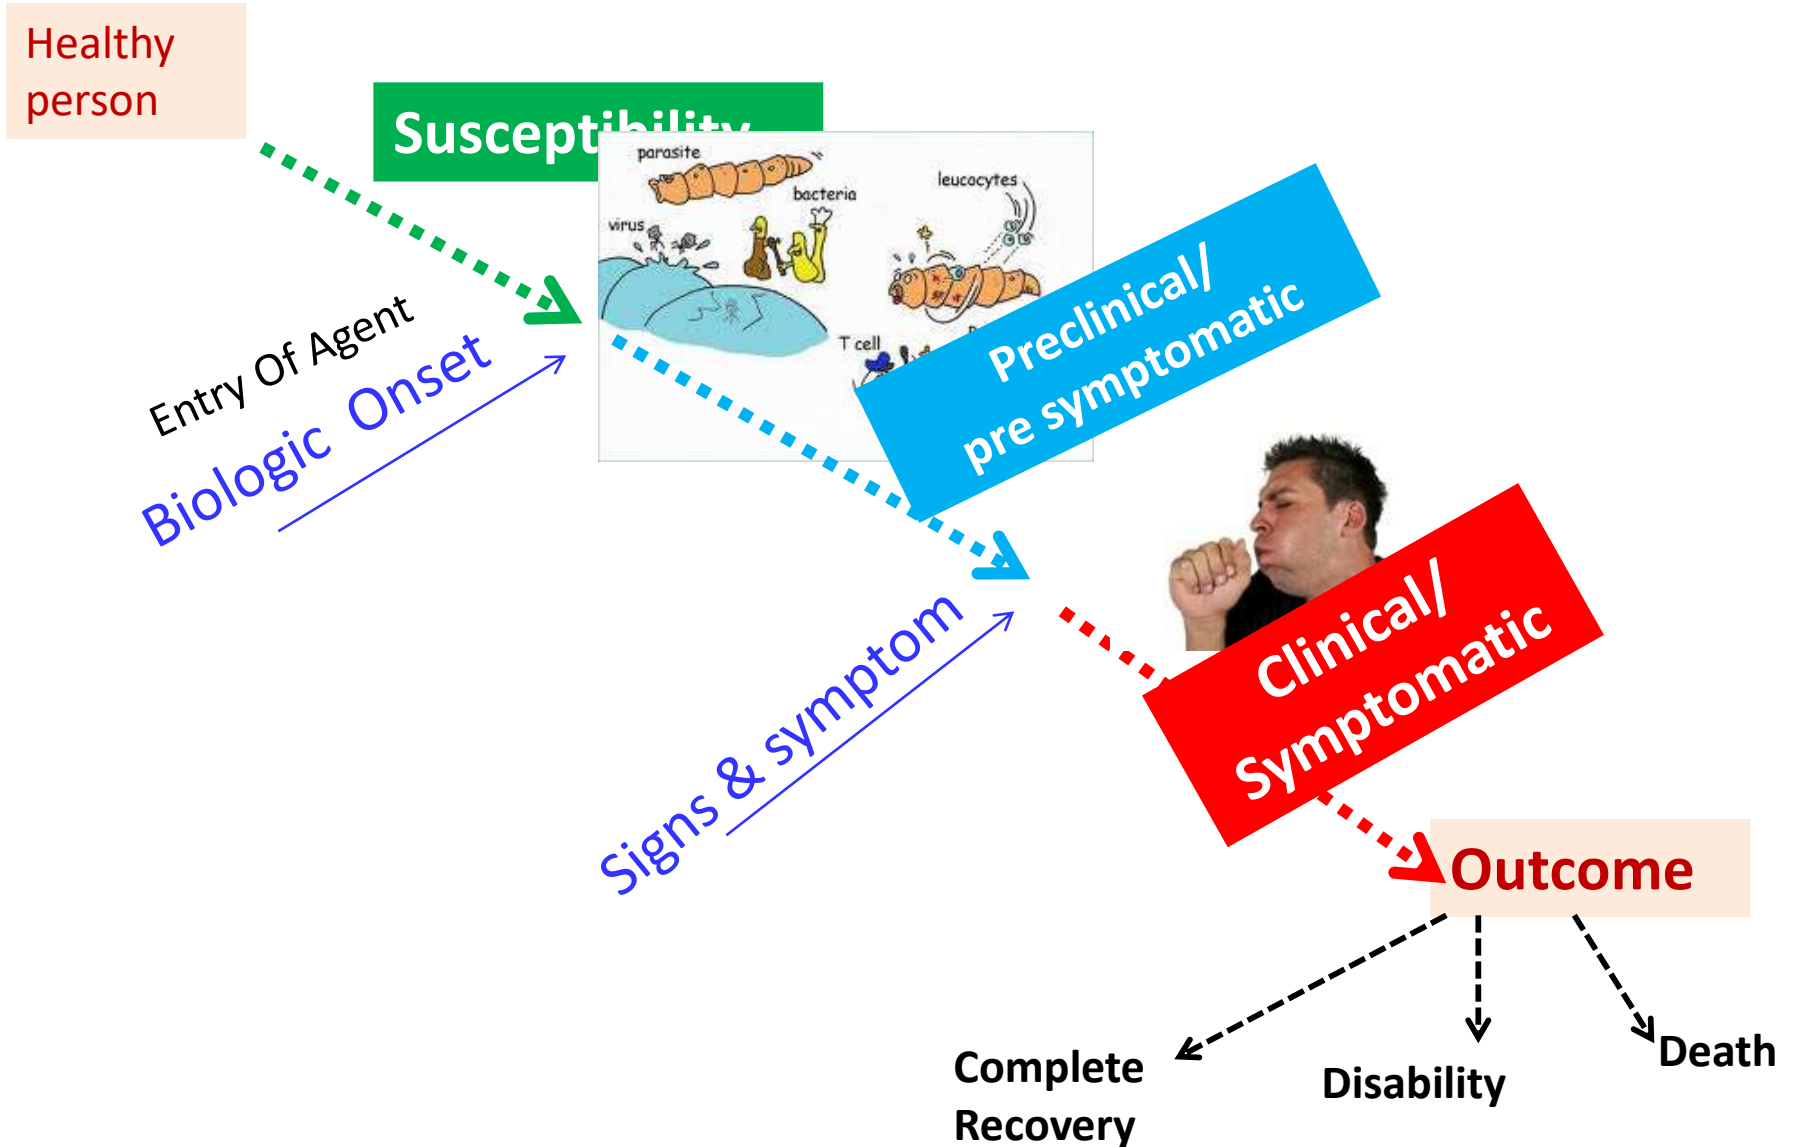 Healthy
person
Susceptibility
parasite
bacteria
leucocytes
virus
T cell
Entry Of Agent
Biologic Onset
Preclinical/
pre symptomatic
Signs & symptom
Clinical/
Symptomatic
Outcome
Complete
Recovery
Disability
Death